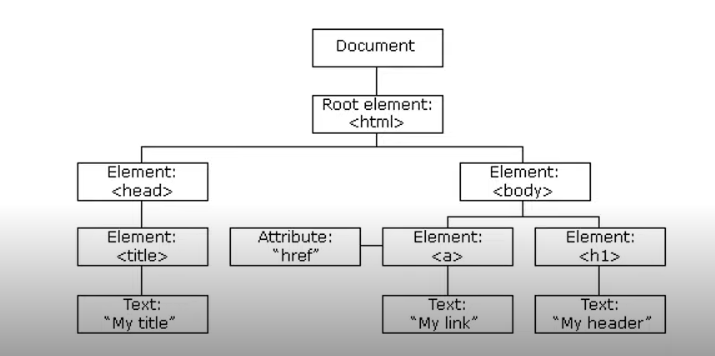 Document
Root element:
<html>
Element:
<head>
Element:
<body>
Element:
<title>
Attribute:
“href”
Element:
<a>
Element:
<h1>
Text:
“My title”
Text:
“My link”
Text:
“My header”